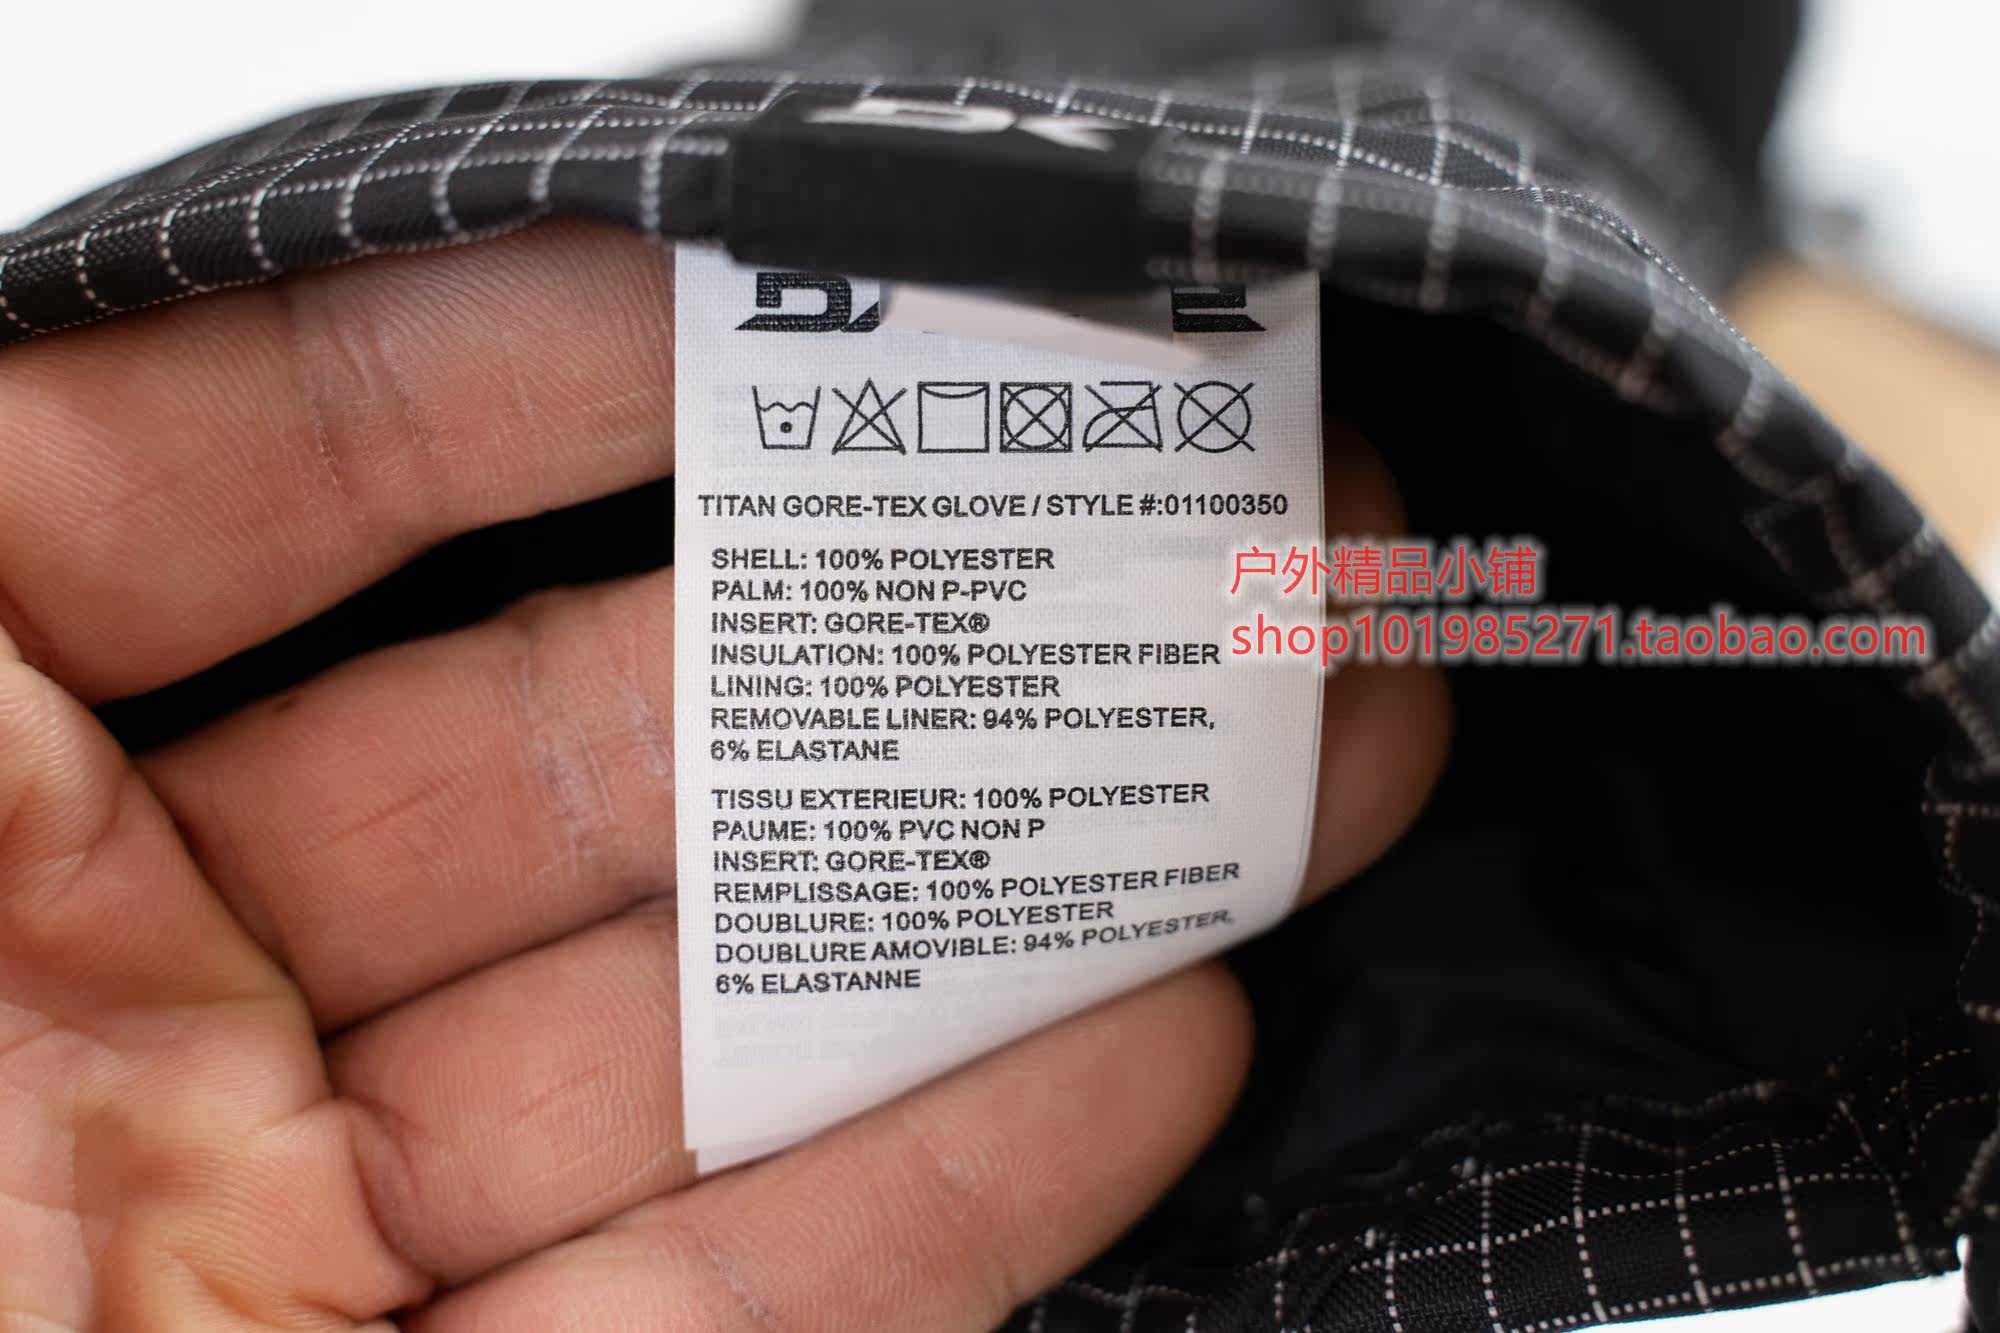 TITAN GORE-TEX GLOVE / STYLE #:01100350
SHELL: 100% POLYESTER
PALM: 100% NON P-PVC
INSERT: GORE-TEX®
INSULATION: 100% POLYESTER FIBER
LINING: 100% POLYESTER
REMOVABLE LINER: 94% POLYESTER,
6% ELASTANE
TISSU EXTERIEUR: 100% POLYESTER
PAUME: 100% PVC NON P
INSERT: GORE-TEX®
REMPLISSAGE: 100% POLYESTER FIBER
DOUBLURE: 100% POLYESTER
DOUBLURE AMOVIBLE: 94% POLYESTER,
6% ELASTANNE
户外精品小铺
shop101985271.taobao.com